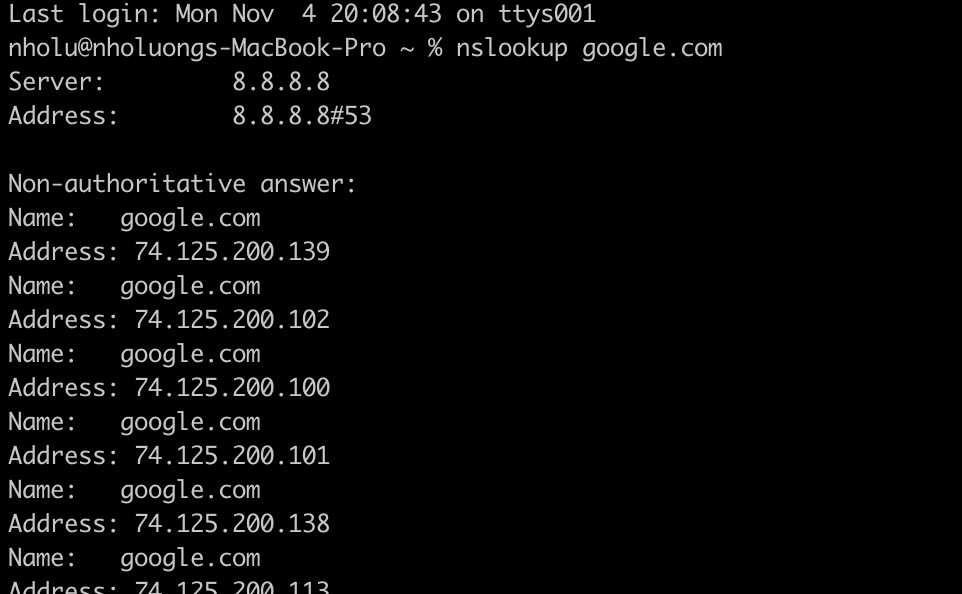 Last login: Mon Nov  4 20:08:43 on ttys001
nholu@nholuongs-MacBook-Pro ~ % nslookup google.com
Server:         8.8.8.8
Address:        8.8.8.8#53

Non-authoritative answer:
Name:   google.com
Address: 74.125.200.139
Name:   google.com
Address: 74.125.200.102
Name:   google.com
Address: 74.125.200.100
Name:   google.com
Address: 74.125.200.101
Name:   google.com
Address: 74.125.200.138
Name:   google.com
Address: 74.125.200.113